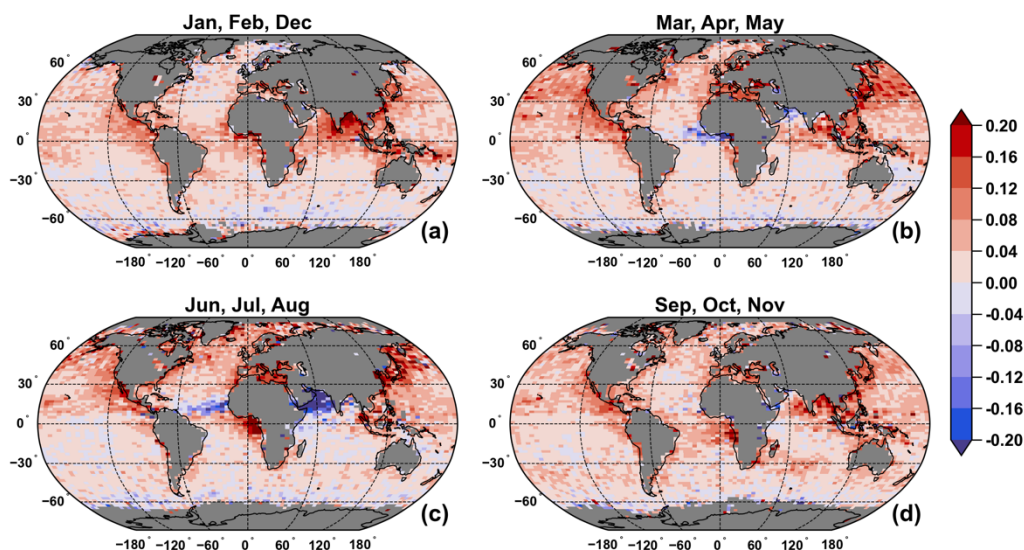 Jan, Feb, Dec
Mar, Apr, May
60°
30°
0°
−30°
−60°
(a)
−180° −120° −60° 0° 60° 120° 180°
60°
30°
0°
−30°
−60°
(b)
−180° −120° −60° 0° 60° 120° 180°
0.20
0.16
0.12
0.08
0.04
0.00
-0.04
-0.08
-0.12
-0.16
-0.20
Jun, Jul, Aug
Sep, Oct, Nov
60°
30°
0°
−30°
−60°
(c)
−180° −120° −60° 0° 60° 120° 180°
60°
30°
0°
−30°
−60°
(d)
−180° −120° −60° 0° 60° 120° 180°